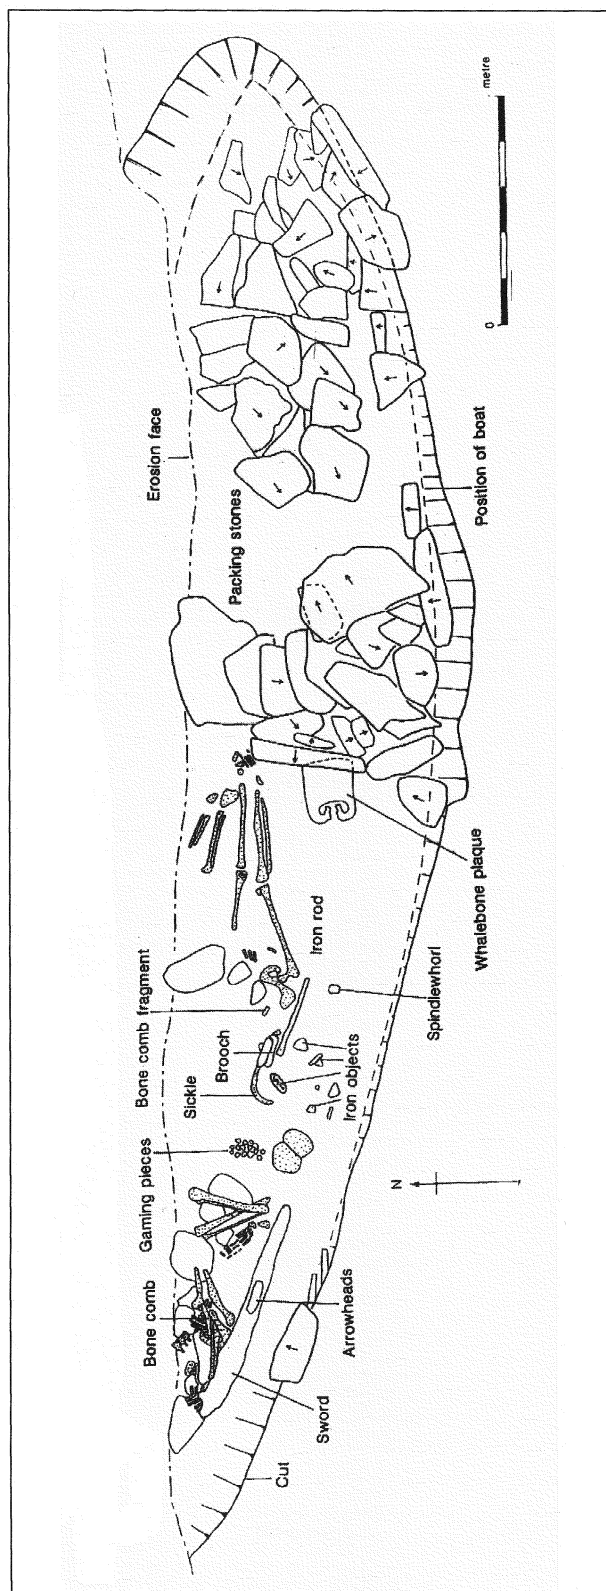 metre
0
Erosion face
Packing stones
Position of boat
Whalebone plaque
Iron rod
Spindlewhorl
Bone comb fragment
Brooch
Sickle
Iron objects
Gaming pieces
N
Bone comb
Arrowheads
Sword
Cut